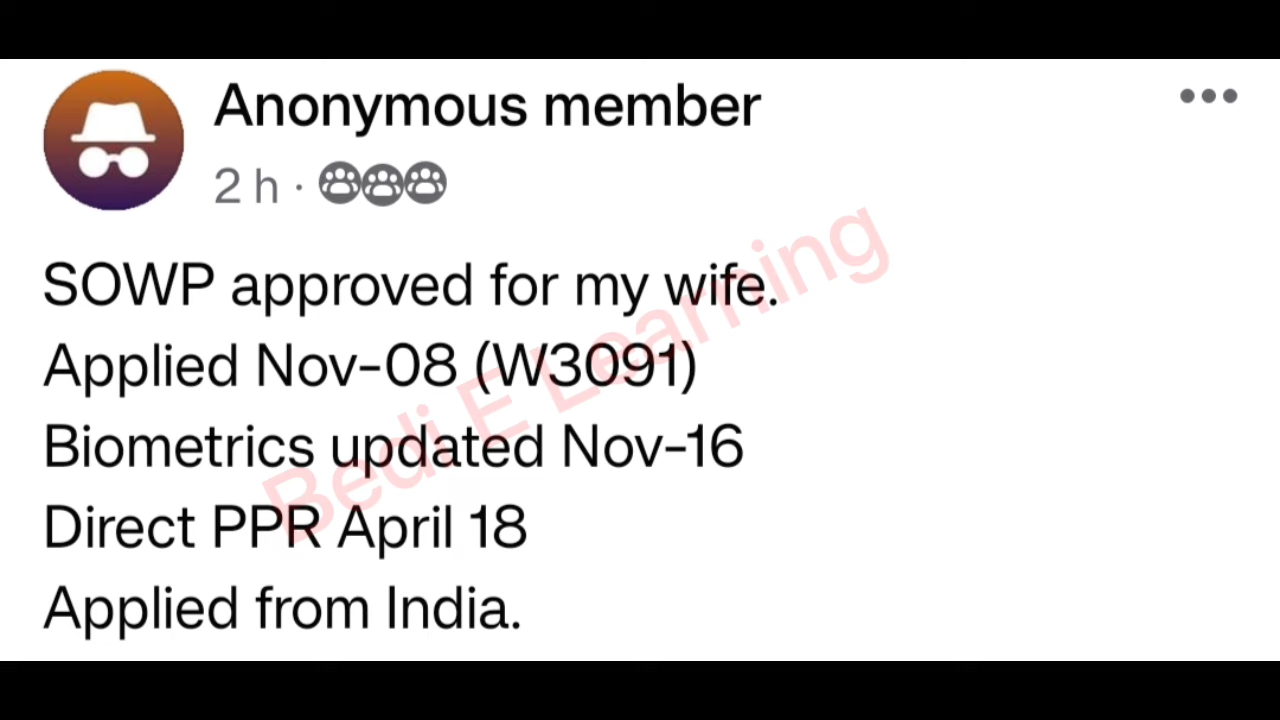 Anonymous member
2 h ·
SOWP approved for my wife.
Applied Nov-08 (W3091)
Biometrics updated Nov-16
Direct PPR April 18
Applied from India.
Bedi E Learning